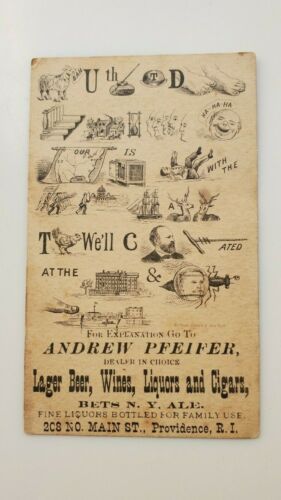 BAH U th T D
HA-HA-HA
OUR IS
WITH THE
A
T We'll C ATED
AT THE &
FOR EXPLANATION GO TO
ANDREW PFEIFER,
DEALER IN CHOICE
Lager Beer, Wines, Liquors and Cigars,
BETS N. Y. ALE.
FINE LIQUORS BOTTLED FOR FAMILY USE.
208 NO. MAIN ST., Providence, R. I.